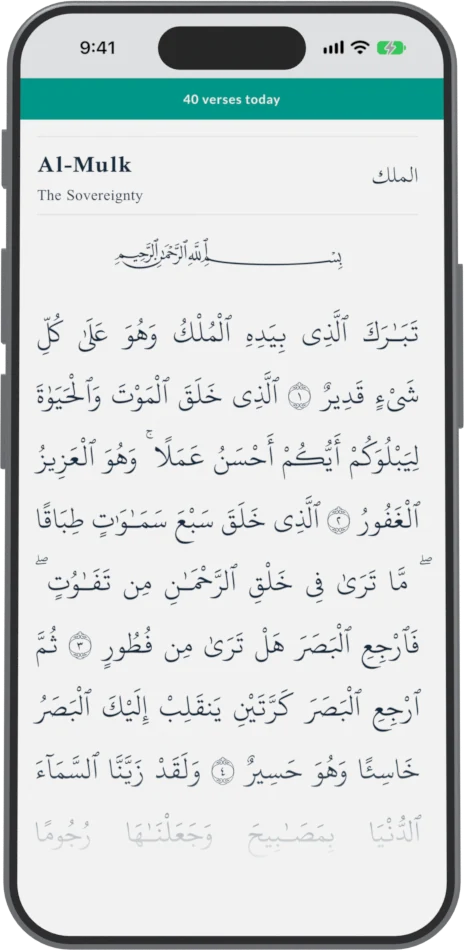 9:41
40 verses today
Al-Mulk
الملك
The Sovereignty
بِسْمِ ٱللَّهِ ٱلرَّحْمَٰنِ ٱلرَّحِيمِ
تَبَـٰرَكَ ٱلَّذِى بِيَدِهِ ٱلْمُلْكُ وَهُوَ عَلَىٰ كُلِّ
شَىْءٍ قَدِيرٌ ١ ٱلَّذِى خَلَقَ ٱلْمَوْتَ وَٱلْحَيَوٰةَ
لِيَبْلُوَكُمْ أَيُّكُمْ أَحْسَنُ عَمَلًا ۚ وَهُوَ ٱلْعَزِيزُ
ٱلْغَفُورُ ٢ ٱلَّذِى خَلَقَ سَبْعَ سَمَـٰوَٰتٍ طِبَاقًا
ۖ مَّا تَرَىٰ فِى خَلْقِ ٱلرَّحْمَـٰنِ مِن تَفَـٰوُتٍ ۖ
فَٱرْجِعِ ٱلْبَصَرَ هَلْ تَرَىٰ مِن فُطُورٍ ٣ ثُمَّ
ٱرْجِعِ ٱلْبَصَرَ كَرَّتَيْنِ يَنقَلِبْ إِلَيْكَ ٱلْبَصَرُ
خَاسِئًا وَهُوَ حَسِيرٌ ٤ وَلَقَدْ زَيَّنَّا ٱلسَّمَآءَ
ٱلدُّنْيَا بِمَصَـٰبِيحَ وَجَعَلْنَـٰهَا رُجُومًا